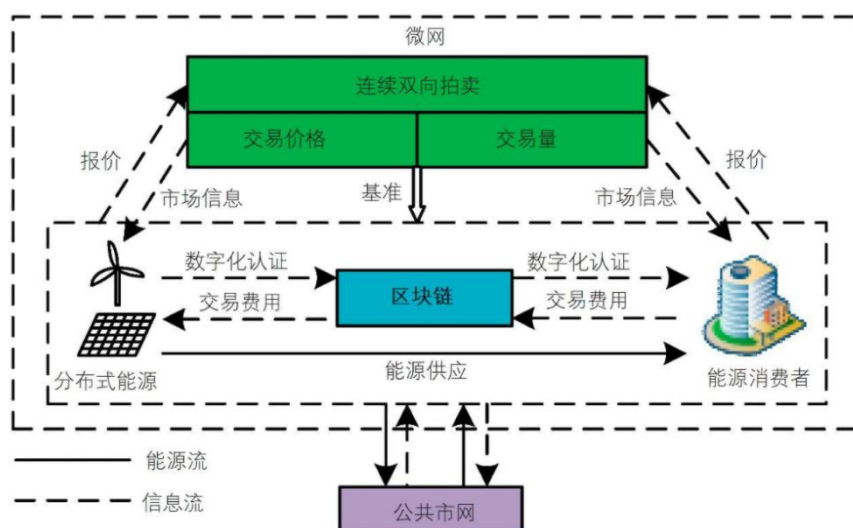 微网
连续双向拍卖
交易价格
交易量
报价
市场信息
基准
市场信息
报价
数字化认证
数字化认证
区块链
交易费用
交易费用
能源供应
分布式能源
能源消费者
能源流
信息流
公共市网